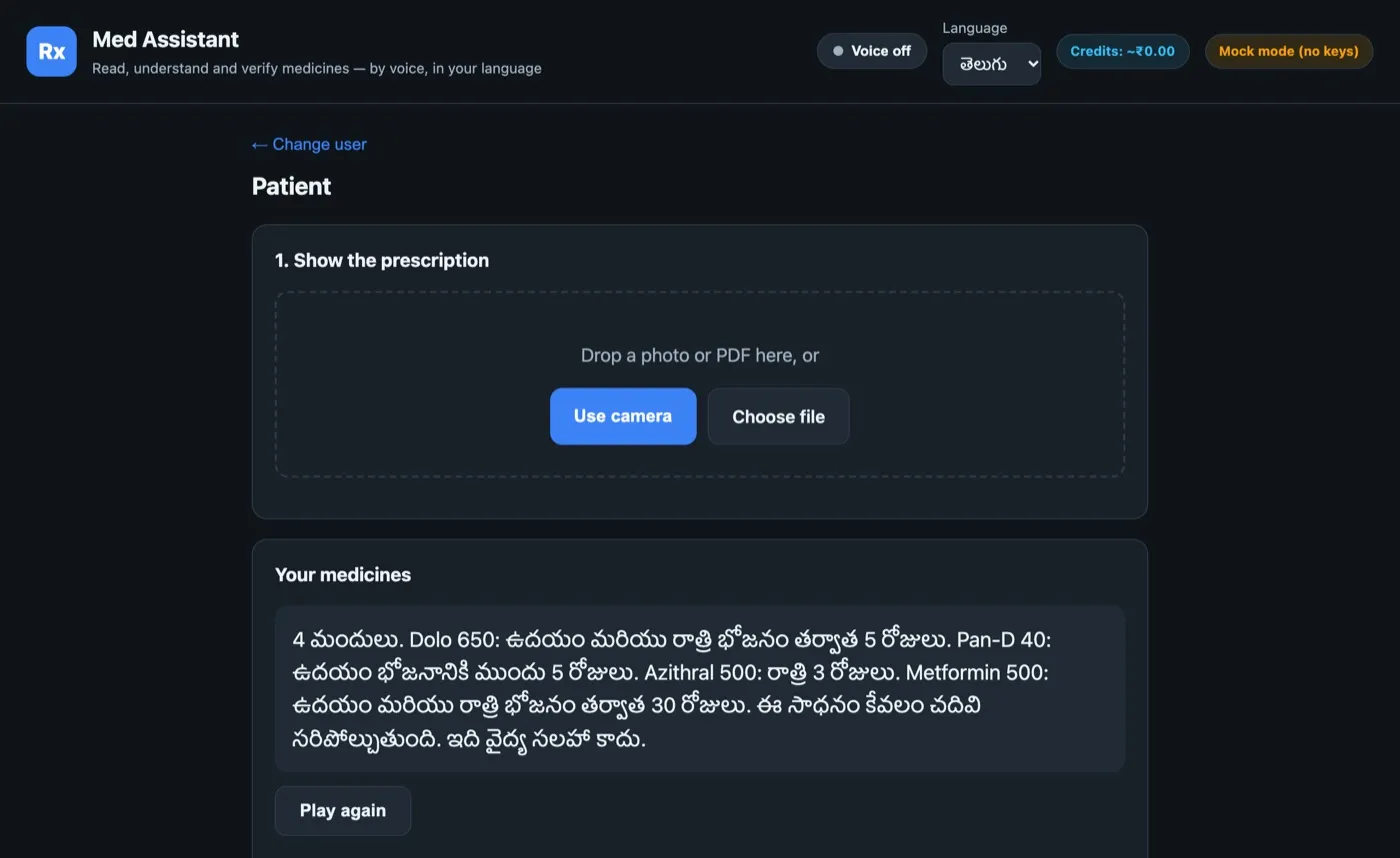 Rx
Med Assistant
Read, understand and verify medicines — by voice, in your language
Voice off
Language
తెలుగు
Credits: ~₹0.00
Mock mode (no keys)
← Change user
Patient
1. Show the prescription
Drop a photo or PDF here, or
Use camera
Choose file
Your medicines
4 మందులు. Dolo 650: ఉదయం మరియు రాత్రి భోజనం తర్వాత 5 రోజులు. Pan-D 40:
ఉదయం భోజనానికి ముందు 5 రోజులు. Azithral 500: రాత్రి 3 రోజులు. Metformin 500:
ఉదయం మరియు రాత్రి భోజనం తర్వాత 30 రోజులు. ఈ సాధనం కేవలం చదివి
సరిపోల్చుతుంది. ఇది వైద్య సలహా కాదు.
Play again